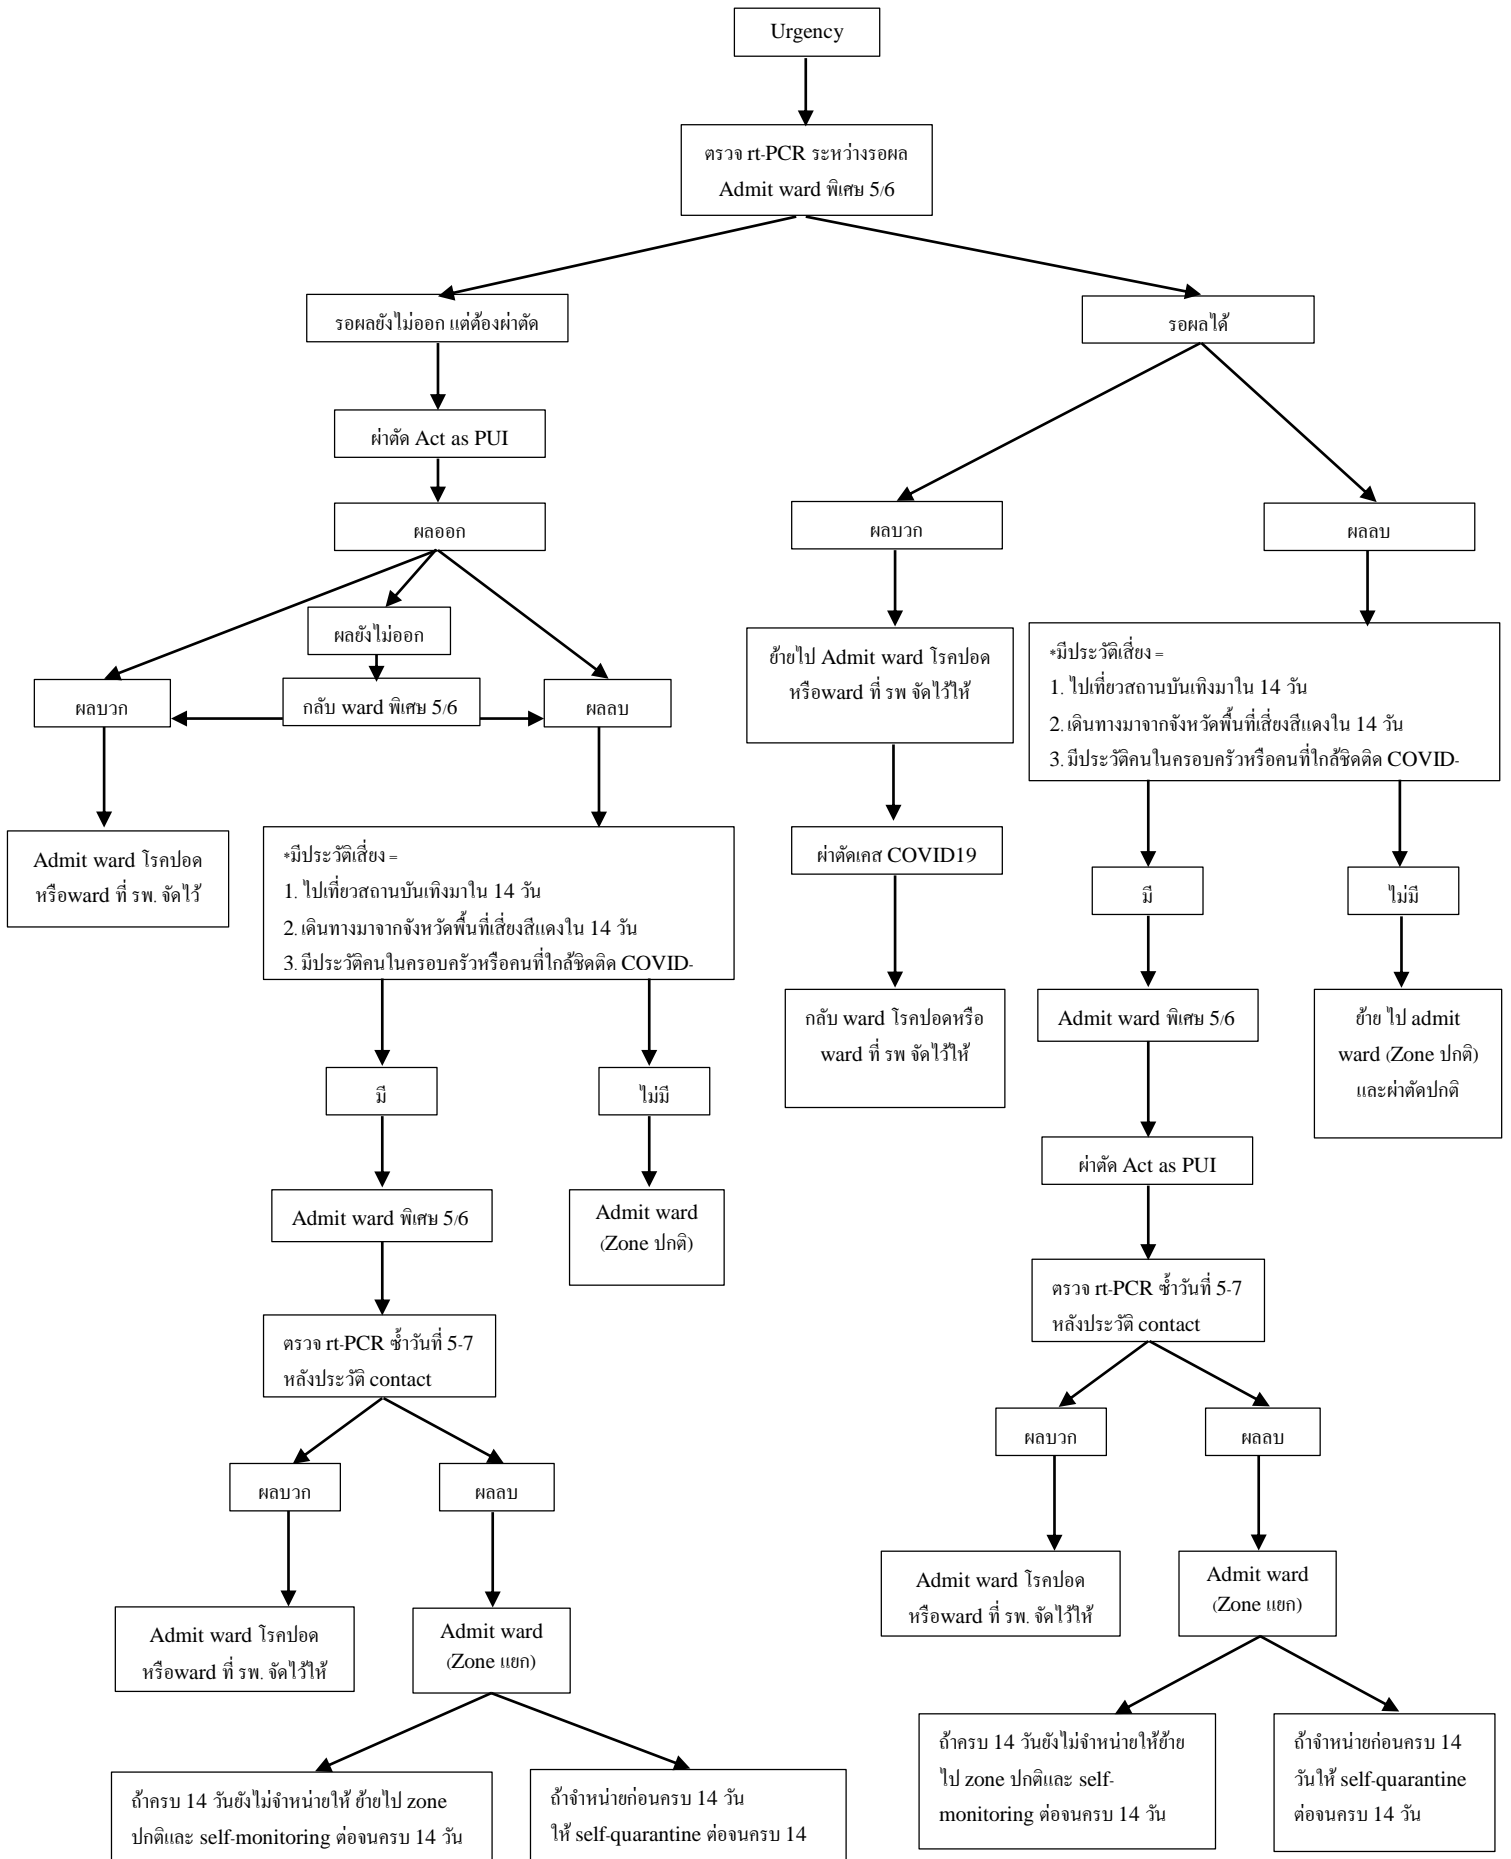 Urgency
ตรวจ rt-PCR ระหว่างรอผล
Admit ward พิเศษ 5/6
รอผลยังไม่ออก แต่ต้องผ่าตัด
รอผลได้
ผ่าตัด Act as PUI
ผลออก
ผลบวก
ผลลบ
ผลยังไม่ออก
ผลบวก
กลับ ward พิเศษ 5/6
ผลลบ
ย้ายไป Admit ward โรคปอด
หรือward ที่ รพ จัดไว้ให้
*มีประวัติเสี่ยง =
1. ไปเที่ยวสถานบันเทิงมาใน 14 วัน
2. เดินทางมาจากจังหวัดพื้นที่เสี่ยงสีแดงใน 14 วัน
3. มีประวัติคนในครอบครัวหรือคนที่ใกล้ชิดติด COVID-
Admit ward โรคปอด
หรือward ที่ รพ. จัดไว้
*มีประวัติเสี่ยง =
1. ไปเที่ยวสถานบันเทิงมาใน 14 วัน
2. เดินทางมาจากจังหวัดพื้นที่เสี่ยงสีแดงใน 14 วัน
3. มีประวัติคนในครอบครัวหรือคนที่ใกล้ชิดติด COVID-
ผ่าตัดเคส COVID19
มี
ไม่มี
กลับ ward โรคปอดหรือ
ward ที่ รพ จัดไว้ให้
Admit ward พิเศษ 5/6
ย้าย ไป admit
ward (Zone ปกติ)
และผ่าตัดปกติ
มี
ไม่มี
ผ่าตัด Act as PUI
Admit ward พิเศษ 5/6
Admit ward
(Zone ปกติ)
ตรวจ rt-PCR ซ้ำวันที่ 5-7
หลังประวัติ contact
ตรวจ rt-PCR ซ้ำวันที่ 5-7
หลังประวัติ contact
ผลบวก
ผลลบ
ผลบวก
ผลลบ
Admit ward โรคปอด
หรือward ที่ รพ. จัดไว้ให้
Admit ward
(Zone แยก)
Admit ward โรคปอด
หรือward ที่ รพ. จัดไว้ให้
Admit ward
(Zone แยก)
ถ้าครบ 14 วันยังไม่จำหน่ายให้ย้าย
ไป zone ปกติและ self-
monitoring ต่อจนครบ 14 วัน
ถ้าจำหน่ายก่อนครบ 14
วันให้ self-quarantine
ต่อจนครบ 14 วัน
ถ้าครบ 14 วันยังไม่จำหน่ายให้ ย้ายไป zone
ปกติและ self-monitoring ต่อจนครบ 14 วัน
ถ้าจำหน่ายก่อนครบ 14 วัน
ให้ self-quarantine ต่อจนครบ 14